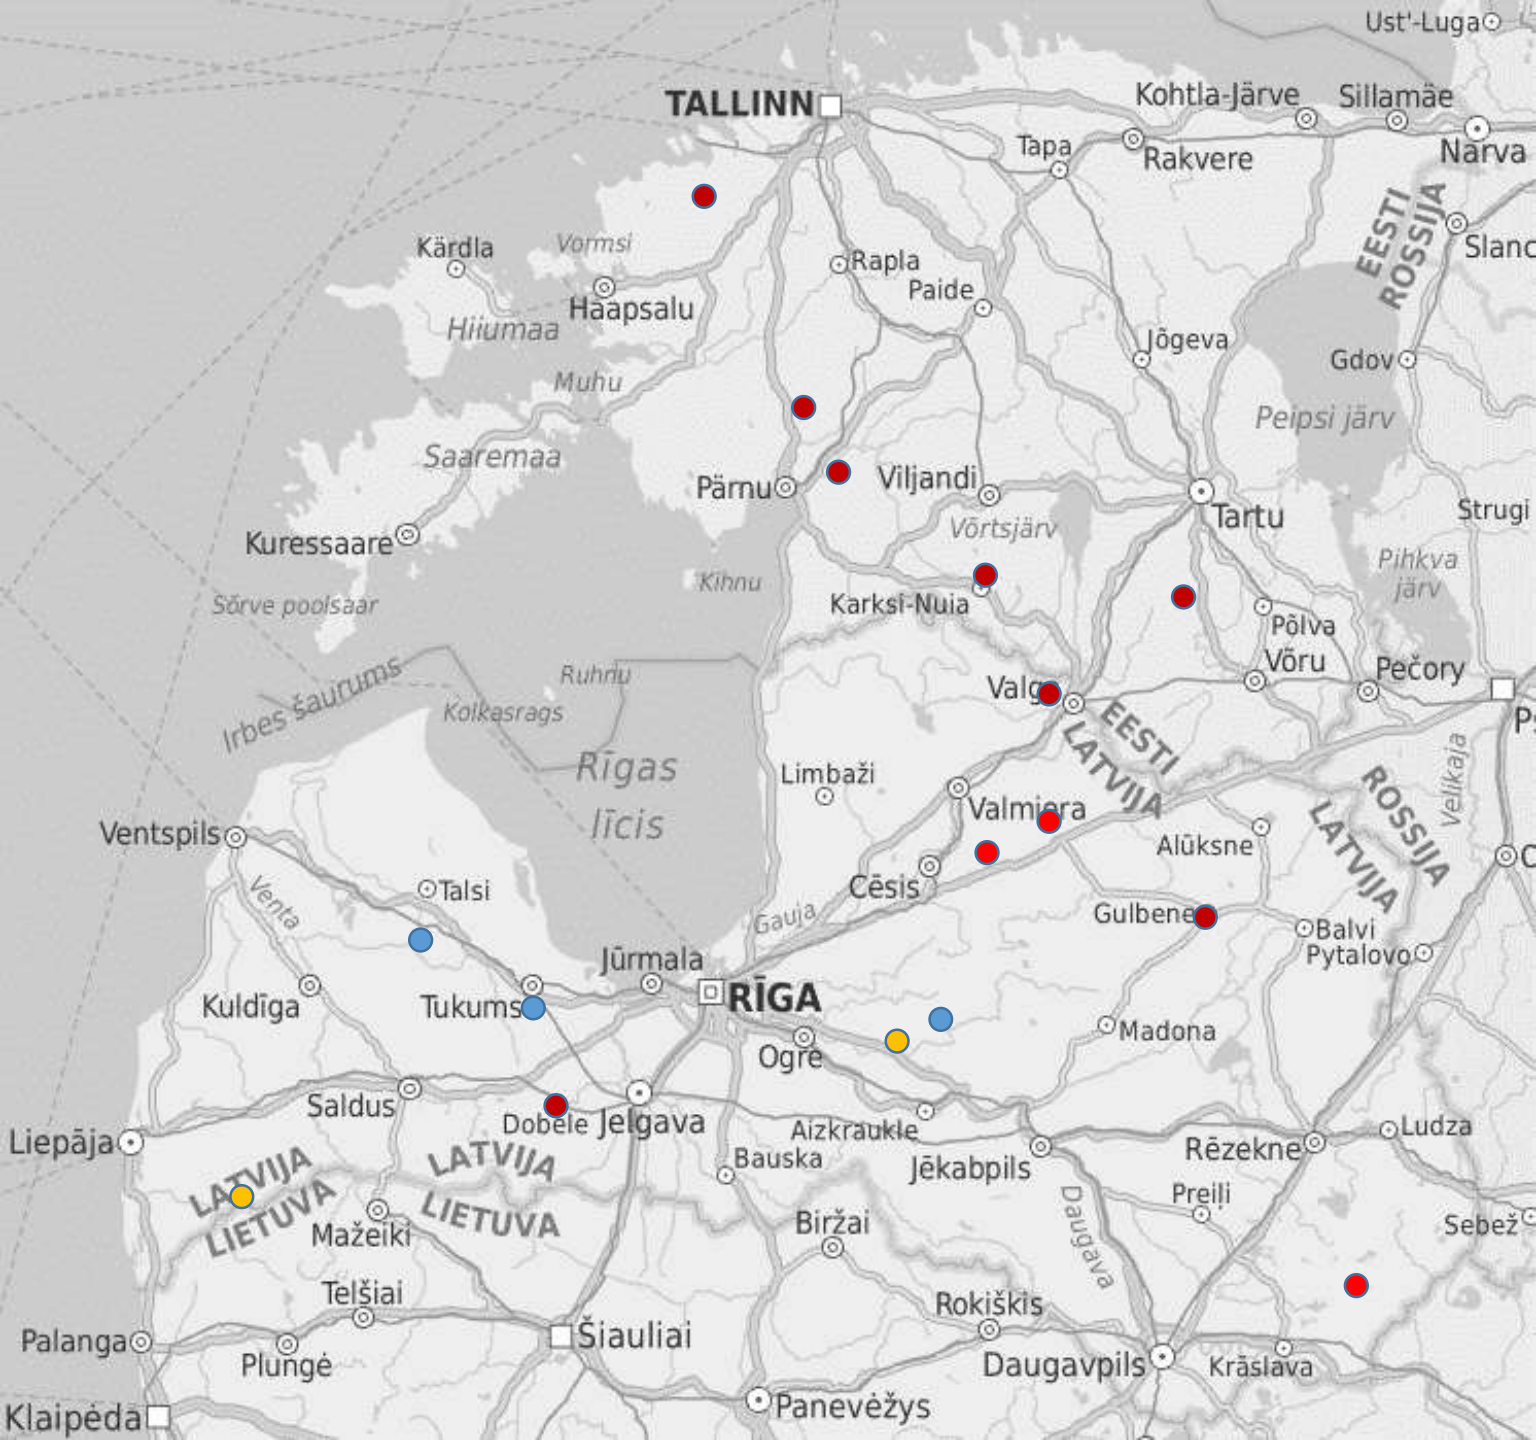 Ust'-Luga
TALLINN
Kohtla-Järve
Sillamäe
Narva
Tapa
Rakvere
EESTI
ROSSIJA
Slanc
Vormsi
Kärdla
Haapsalu
Hiiumaa
Rapla
Paide
Jõgeva
Gdov
Muhu
Peipsi järv
Saaremaa
Pärnu
Viljandi
Tartu
Strugi
Võrtsjärv
Kuressaare
Kihnu
Pihkva
järv
Sõrve poolsaar
Karksi-Nuia
Põlva
Võru
Pečory
Irbes šaurums
Ruhnu
Kolkasrags
Valg
EESTI
LATVIJA
Rīgas
līcis
Limbaži
Valmiera
Velikaja
ROSSIJA
LATVIJA
Ventspils
Alūksne
Cēsis
Talsi
Venta
Gauja
Gulbene
Balvi
Pytalovo
Jūrmala
RĪGA
Kuldīga
Tukums
Ogre
Madona
Saldus
Dobele
Jelgava
Aizkraukle
Liepāja
Bauska
Jēkabpils
Rēzekne
Ludza
LATVIJA
LIETUVA
LATVIJA
LIETUVA
Preiļi
Daugava
Sebež
Mažeiki
Biržai
Telšiai
Rokiškis
Palanga
Plungė
Šiauliai
Daugavpils
Krāslava
Klaipėda
Panevėžys